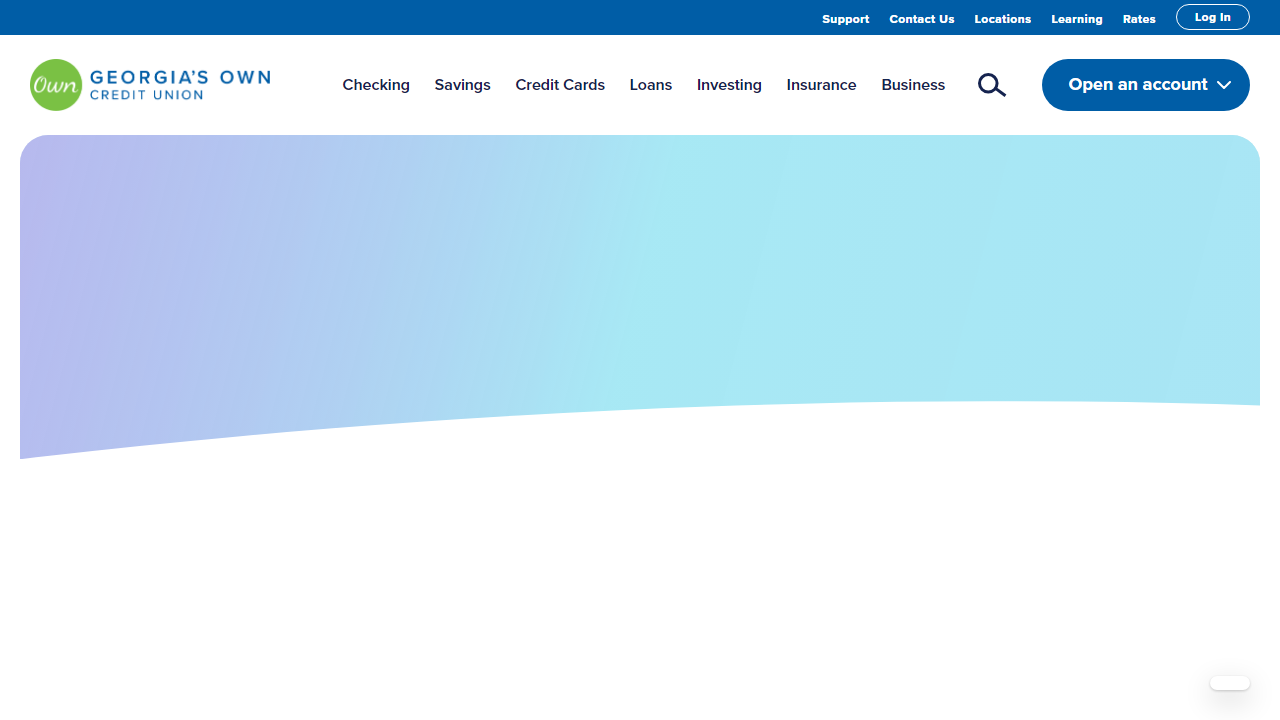 Support Contact Us Locations Learning Rates Log In
Own GEORGIA'S OWN
CREDIT UNION
Checking Savings Credit Cards Loans Investing Insurance Business Open an account